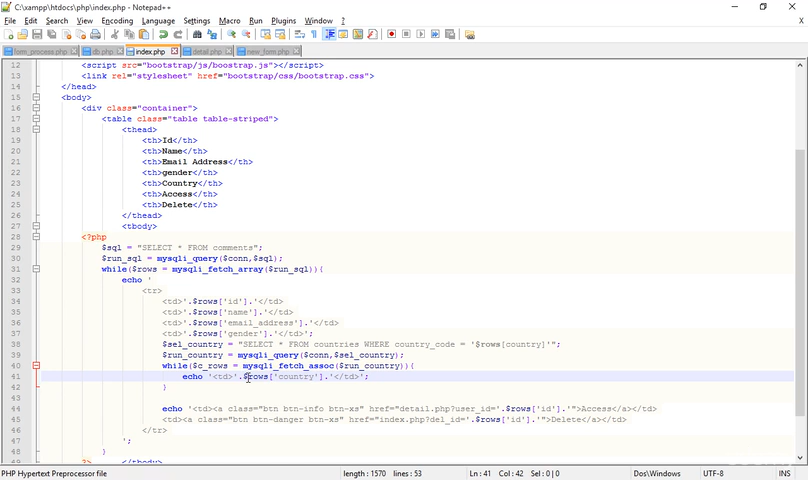 C:\xampp\htdocs\php\index.php - Notepad++
File Edit Search View Encoding Language Settings Macro Run Plugins Window ? X
form_process.php db.php index.php detail.php new_form.php
12 <script src="bootstrap/js/boostrap.js"></script>
13 <link rel="stylesheet" href="bootstrap/css/bootstrap.css">
14 </head>
15 <body>
16 <div class="container">
17 <table class="table table-striped">
18 <thead>
19 <th>Id</th>
20 <th>Name</th>
21 <th>Email Address</th>
22 <th>gender</th>
23 <th>Country</th>
24 <th>Access</th>
25 <th>Delete</th>
26 </thead>
27 <tbody>
28 <?php
29 $sql = "SELECT * FROM comments";
30 $run_sql = mysqli_query($conn,$sql);
31 while($rows = mysqli_fetch_array($run_sql)){
32 echo '
33 <tr>
34 <td>'.$rows['id'].'</td>
35 <td>'.$rows['name'].'</td>
36 <td>'.$rows['email_address'].'</td>
37 <td>'.$rows['gender'].'</td>';
38 $sel_country = "SELECT * FROM countries WHERE country_code = '$rows[country]'";
39 $run_country = mysqli_query($conn,$sel_country);
40 while($c_rows = mysqli_fetch_assoc($run_country)){
41 echo '<td>'.$rows['country'].'</td>';
42 }
43
44 echo '<td><a class="btn btn-info btn-xs" href="detail.php?user_id='.$rows['id'].'">Access</a></td>
45 <td><a class="btn btn-danger btn-xs" href="index.php?del_id='.$rows['id'].'">Delete</a></td>
46 </tr>
47 ';
48 }
49 ?> </tbody>
PHP Hypertext Preprocessor file length : 1570 lines : 53 Ln : 41 Col : 42 Sel : 0 | 0 Dos\Windows UTF-8 INS